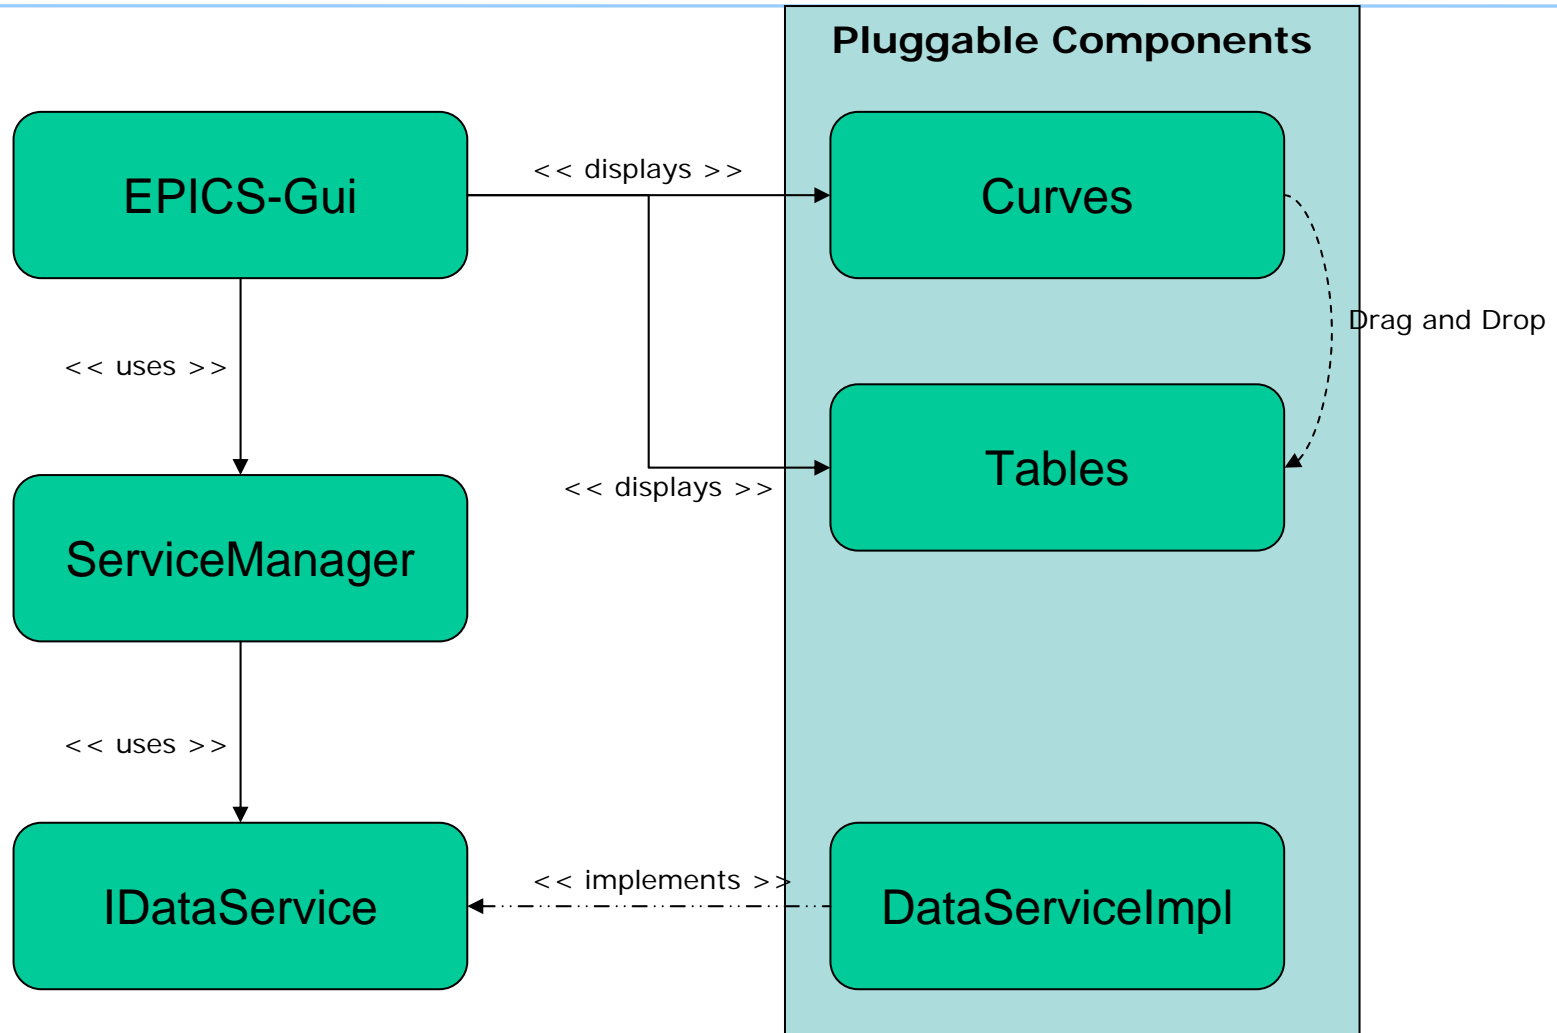 Pluggable Components
EPICS-Gui
<< displays >>
Curves
Drag and Drop
<< uses >>
Tables
<< displays >>
ServiceManager
<< uses >>
IDataService
<< implements >>
DataServiceImpl